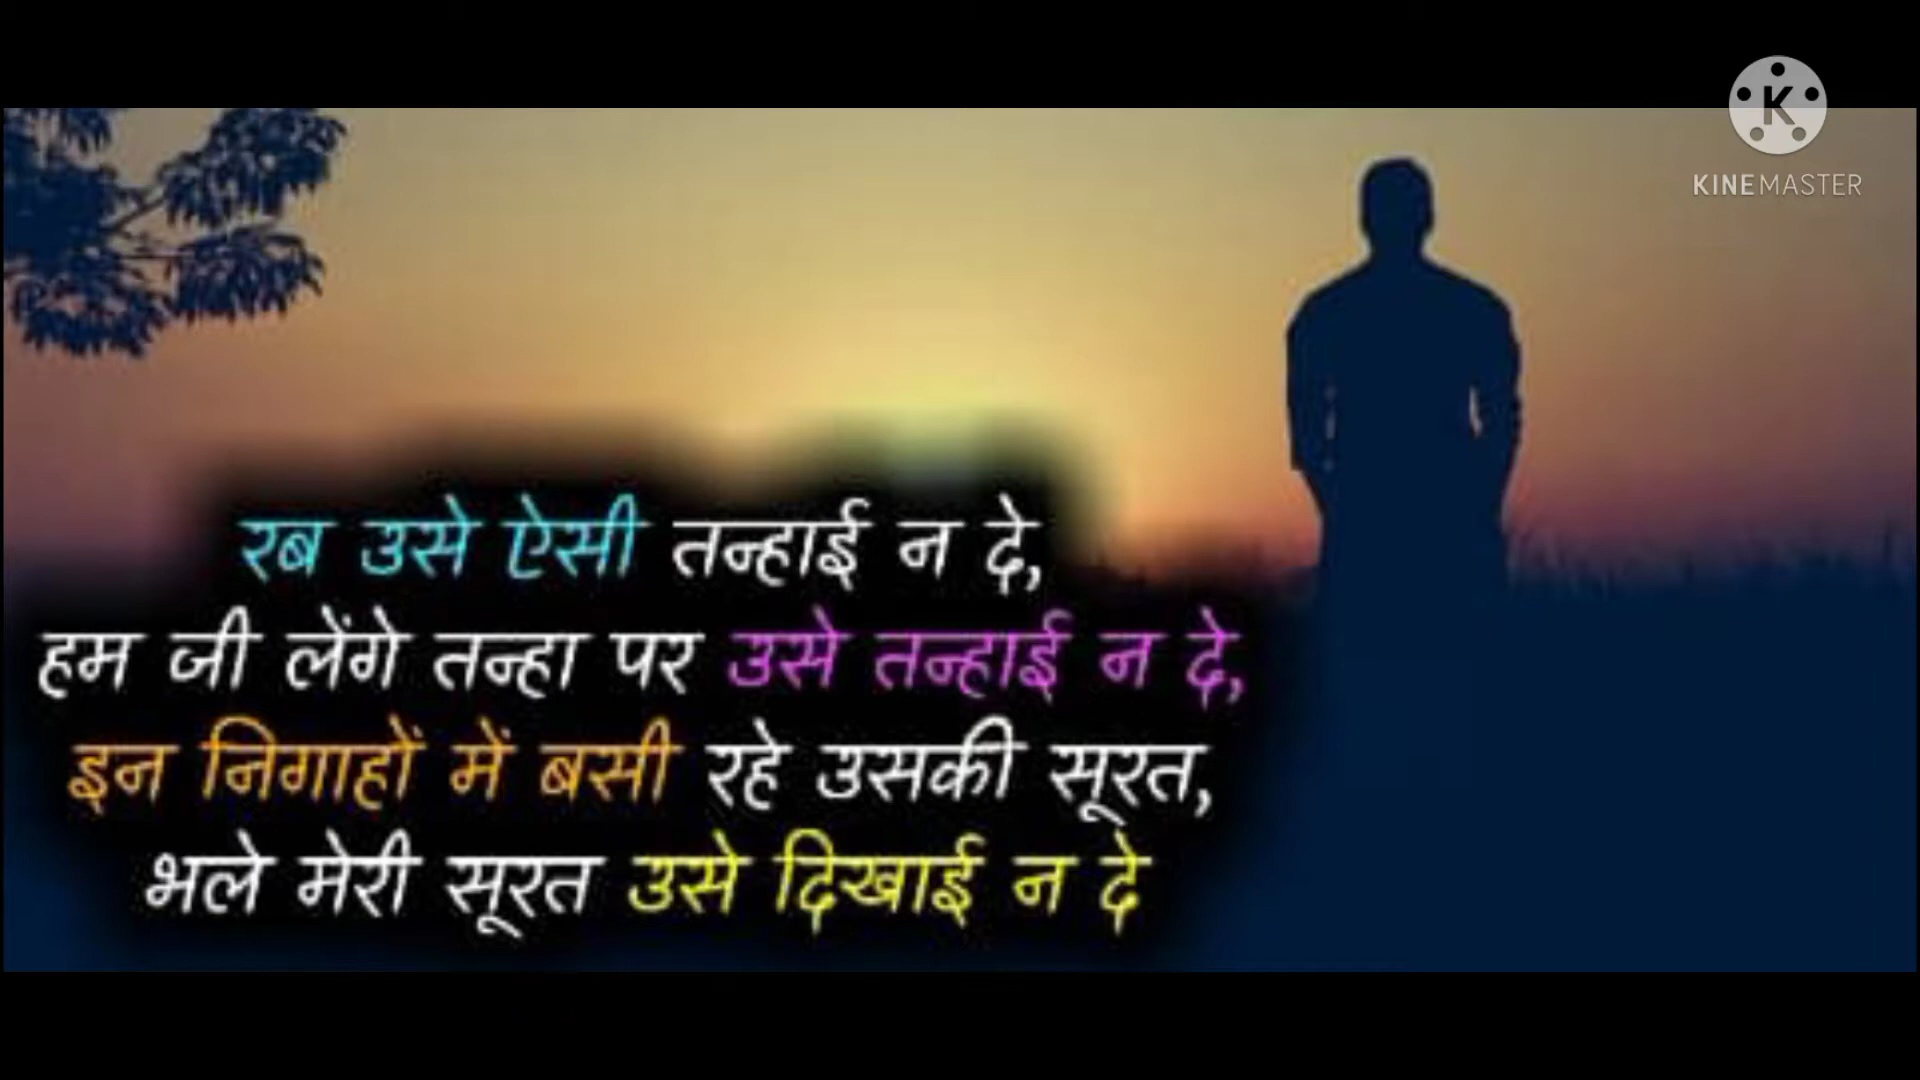 KINEMASTER
रब उसे ऐसी तन्हाई न दे,
हम जी लेंगे तन्हा पर उसे तन्हाई न दे,
इन निगाहों में बसी रहे उसकी सूरत,
भले मेरी सूरत उसे दिखाई न दे